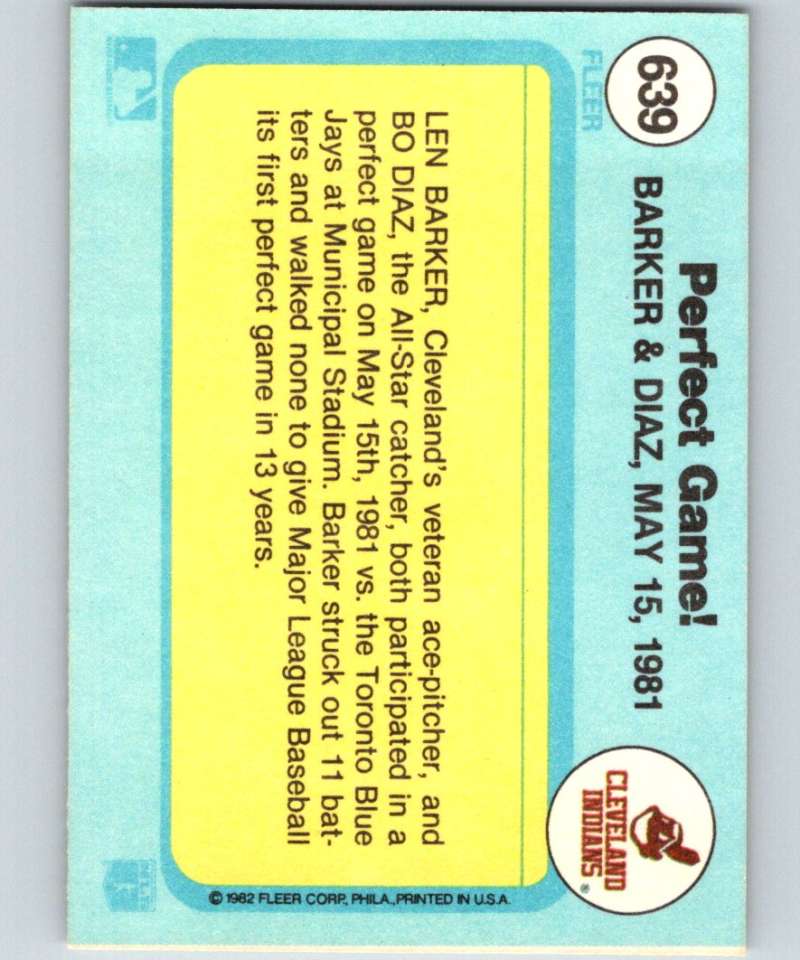 639
FLEER
Perfect Game!
BARKER & DIAZ, MAY 15, 1981
CLEVELAND
INDIANS®
LEN BARKER, Cleveland's veteran ace-pitcher, and
BO DIAZ, the All-Star catcher, both participated in a
perfect game on May 15th, 1981 vs. the Toronto Blue
Jays at Municipal Stadium. Barker struck out 11 bat-
ters and walked none to give Major League Baseball
its first perfect game in 13 years.
© 1982 FLEER CORP., PHILA., PRINTED IN U.S.A.